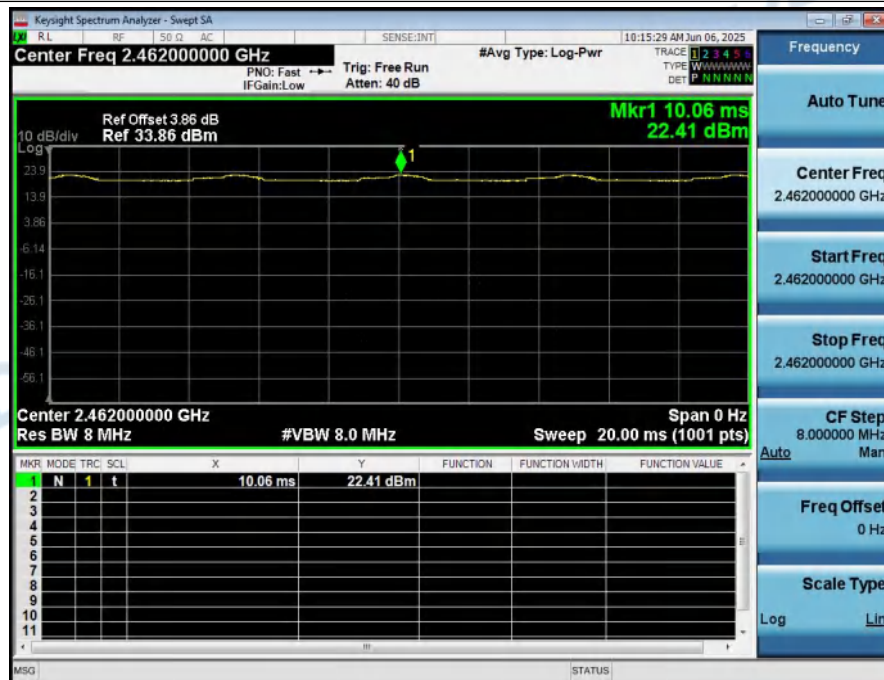 Keysight Spectrum Analyzer - Swept SA
LXI RL RF 50 Ω AC SENSE:INT 10:15:29 AM Jun 06, 2025
Center Freq 2.462000000 GHz
PNO: Fast
IFGain:Low
Trig: Free Run
Atten: 40 dB
#Avg Type: Log-Pwr
TRACE 1 2 3 4 5 6
TYPE WWWWWW
DET P N N N N N
Mkr1 10.06 ms
22.41 dBm
Ref Offset 3.86 dB
Ref 33.86 dBm
10 dB/div
Log
1
23.9
13.9
3.86
-6.14
-16.1
-26.1
-36.1
-46.1
-56.1
Center 2.462000000 GHz Span 0 Hz
Res BW 8 MHz #VBW 8.0 MHz Sweep 20.00 ms (1001 pts)
MKR MODE TRC SCL X Y FUNCTION FUNCTION WIDTH FUNCTION VALUE
1 N 1 t 10.06 ms 22.41 dBm
2
3
4
5
6
7
8
9
10
11
MSG STATUS
Frequency
Auto Tune
Center Freq
2.462000000 GHz
Start Freq
2.462000000 GHz
Stop Freq
2.462000000 GHz
CF Step
8.000000 MHz
Auto Man
Freq Offset
0 Hz
Scale Type
Log Lin